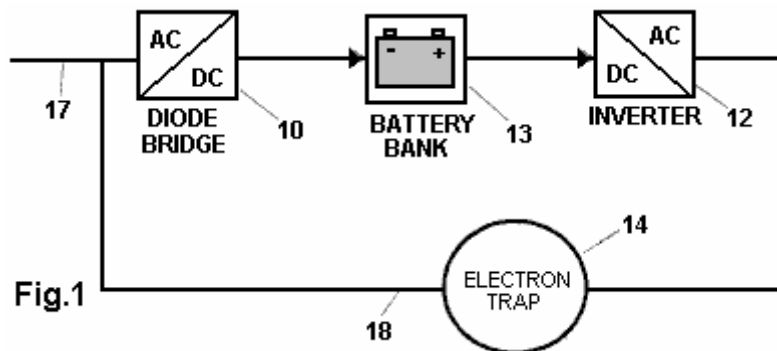 AC
DC
DIODE
BRIDGE
17
10
- +
BATTERY
BANK
13
AC
DC
INVERTER
12
14
ELECTRON
TRAP
18
Fig.1